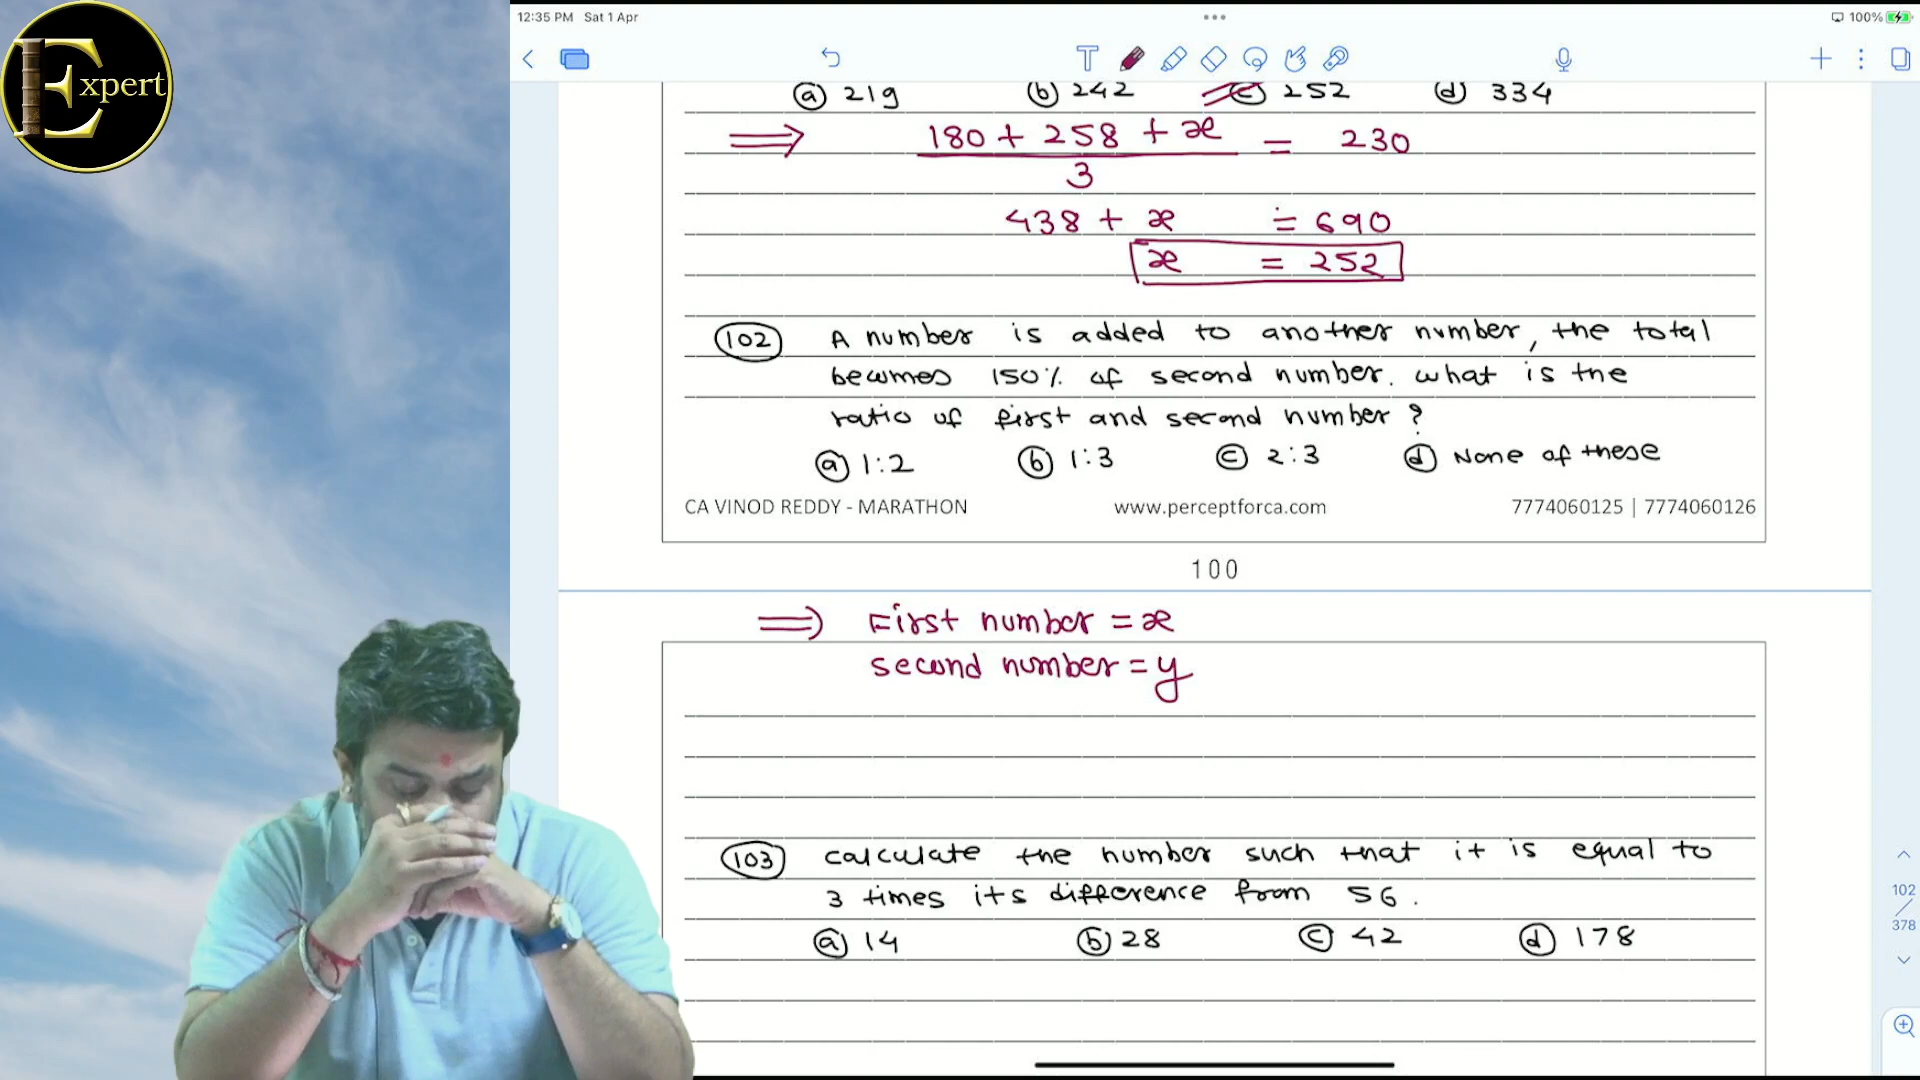 Expert
12:35 PM Sat 1 Apr
100%
(a) 219 (b) 242 (c) 252 (d) 334
⟹ 180 + 258 + x = 230
3
438 + x = 690
x = 252
(102) A number is added to another number, the total
becomes 150% of second number. what is the
ratio of first and second number?
(a) 1:2 (b) 1:3 (c) 2:3 (d) None of these
CA VINOD REDDY - MARATHON www.perceptforca.com 7774060125 | 7774060126
100
⟹ First number = x
second number = y
(103) calculate the number such that it is equal to
3 times its difference from 56.
(a) 14 (b) 28 (c) 42 (d) 178
102
/
378